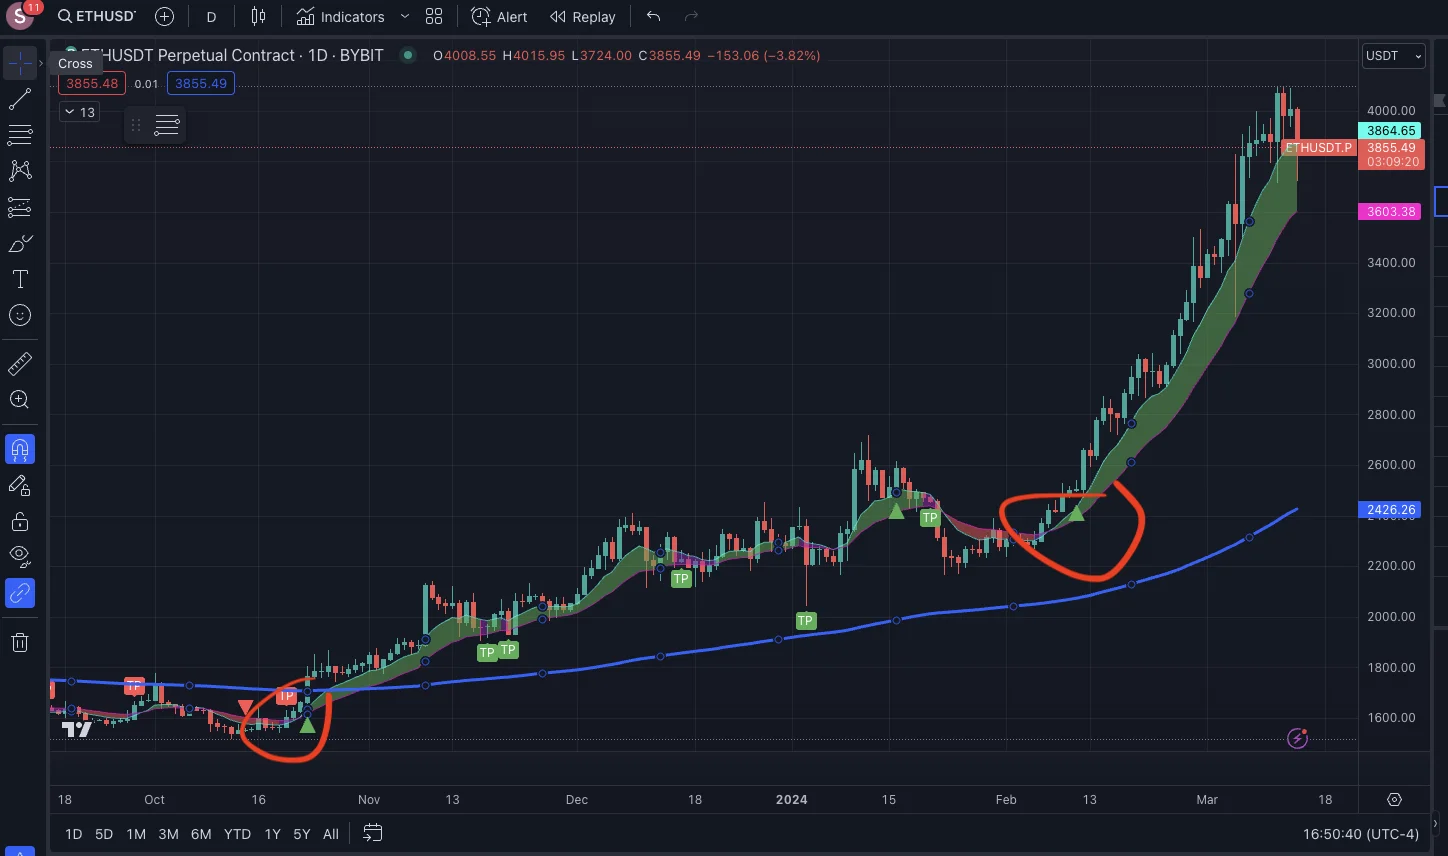 S 11 ETHUSDT D Indicators Alert Replay
ETHUSDT Perpetual Contract · 1D · BYBIT O4008.55 H4015.95 L3724.00 C3855.49 −153.06 (−3.82%) USDT
Cross
3855.48 0.01 3855.49
13
4000.00
3864.65
ETHUSDT.P 3855.49
03:09:20
3603.38
3400.00
3200.00
3000.00
2800.00
2600.00
2426.26
2400.00
2200.00
2000.00
1800.00
1600.00
TP
TP
TP
TP
TP
TP
TP
18 Oct 16 Nov 13 Dec 18 2024 15 Feb 13 Mar 18
1D 5D 1M 3M 6M YTD 1Y 5Y All 16:50:40 (UTC-4)